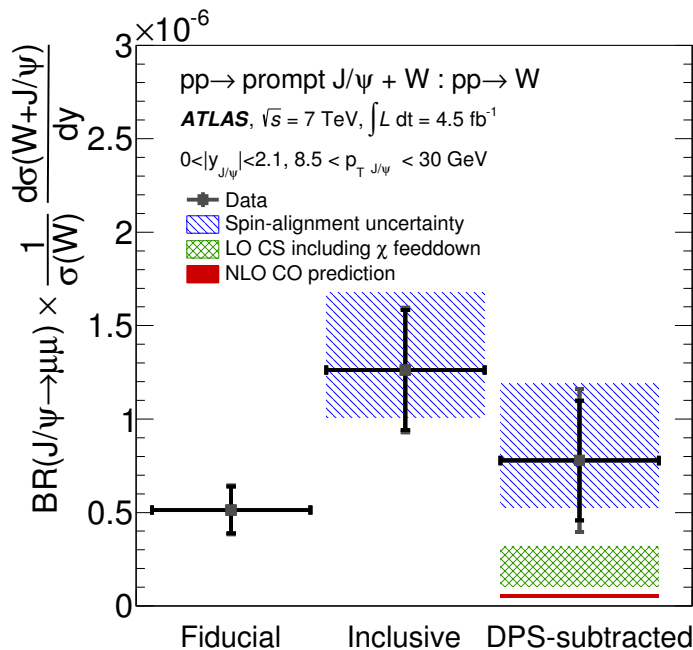 ×10⁻⁶
BR(J/ψ→μμ) × 1/σ(W) dσ(W+J/ψ)/dy
3
2.5
2
1.5
1
0.5
0
pp→ prompt J/ψ + W : pp→ W
ATLAS, √s = 7 TeV, ∫L dt = 4.5 fb⁻¹
0<|y_J/ψ|<2.1, 8.5 < p_T J/ψ < 30 GeV
Data
Spin-alignment uncertainty
LO CS including χ feeddown
NLO CO prediction
Fiducial Inclusive DPS-subtracted